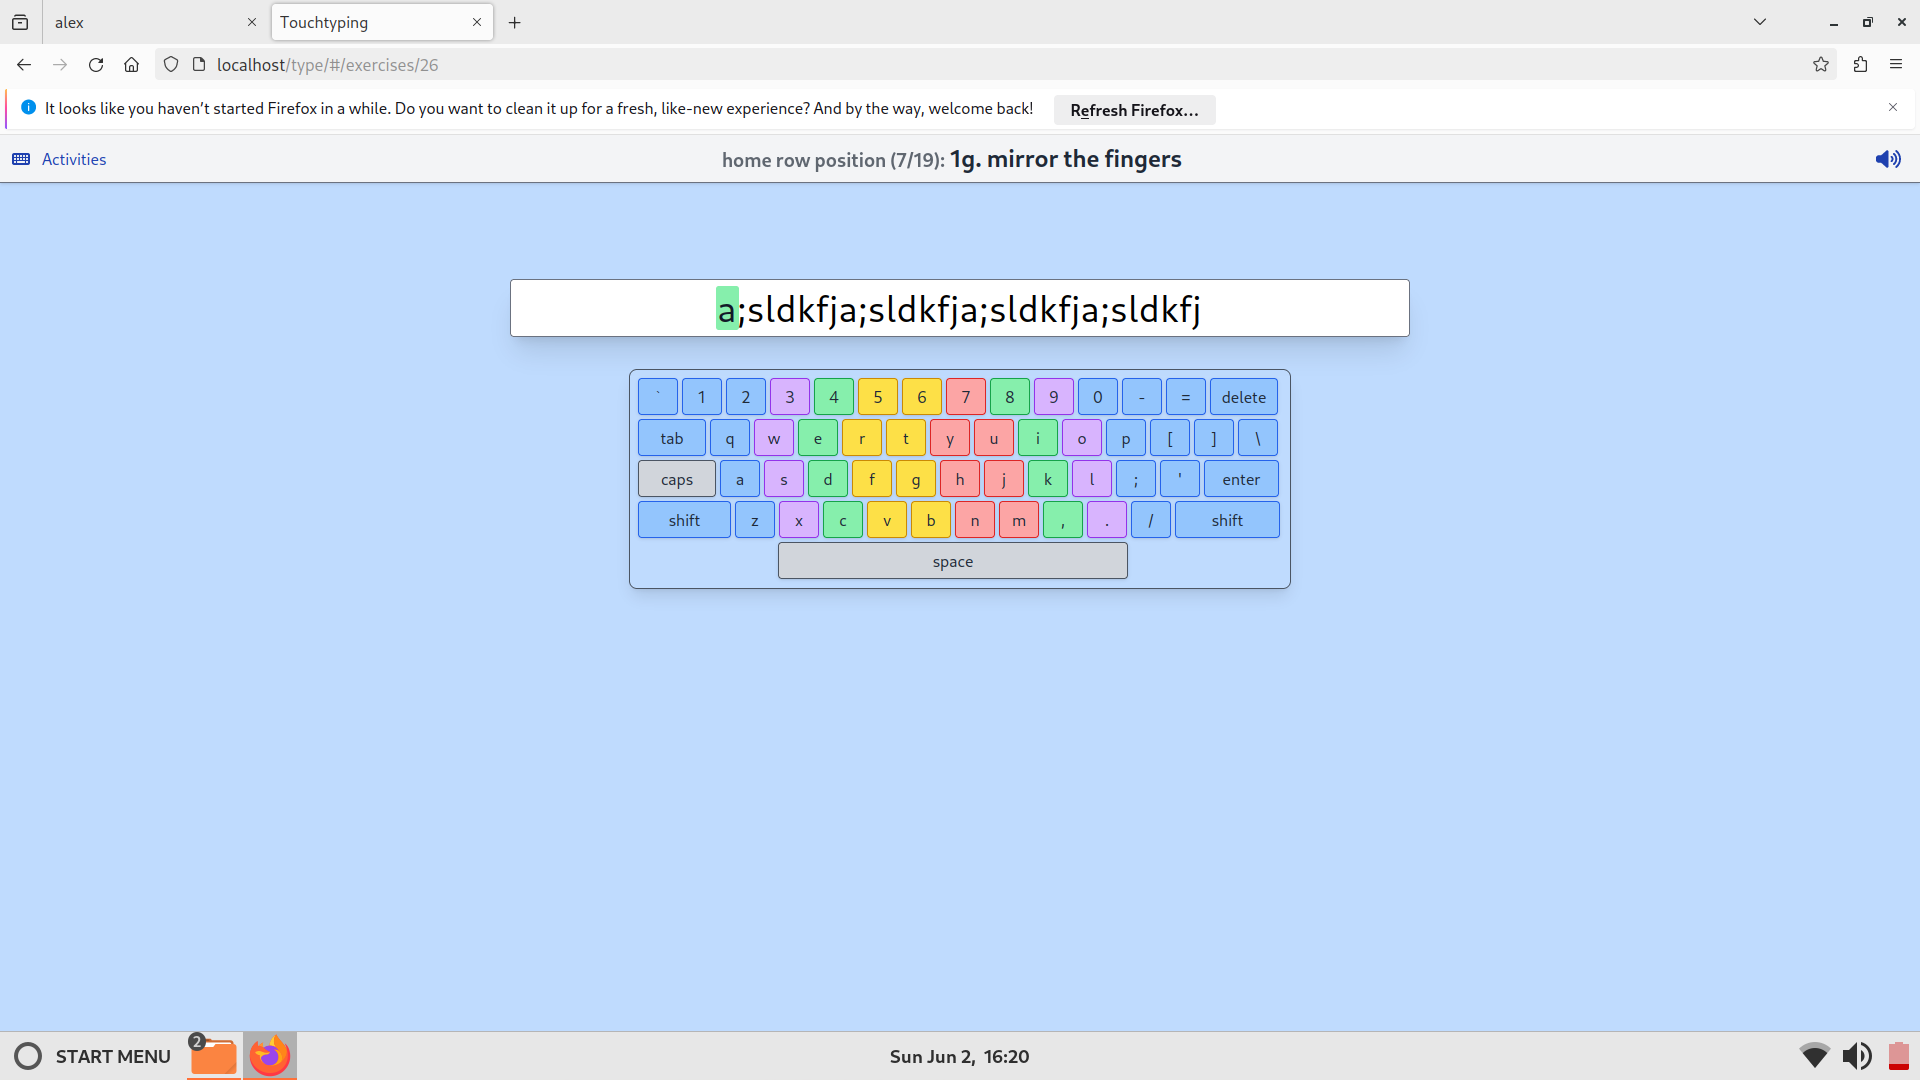 alex
Touchtyping
localhost/type/#/exercises/26
It looks like you haven't started Firefox in a while. Do you want to clean it up for a fresh, like-new experience? And by the way, welcome back!
Refresh Firefox...
Activities
home row position (7/19): 1g. mirror the fingers
a;sldkfja;sldkfja;sldkfja;sldkfj
` 1 2 3 4 5 6 7 8 9 0 - = delete
tab q w e r t y u i o p [ ] \
caps a s d f g h j k l ; ' enter
shift z x c v b n m , . / shift
space
2
START MENU
Sun Jun 2, 16:20